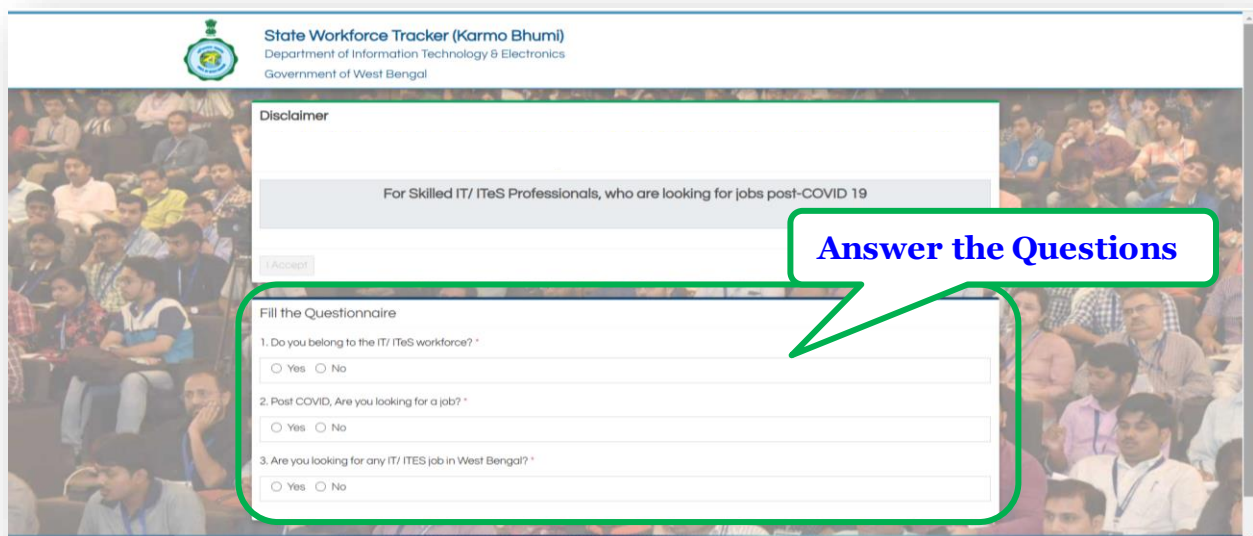 State Workforce Tracker (Karmo Bhumi)
Department of Information Technology & Electronics
Government of West Bengal
Disclaimer
For Skilled IT/ ITeS Professionals, who are looking for jobs post-COVID 19
Answer the Questions
I Accept
Fill the Questionnaire
1. Do you belong to the IT/ ITeS workforce? *
Yes No
2. Post COVID, Are you looking for a job? *
Yes No
3. Are you looking for any IT/ ITES job in West Bengal? *
Yes No